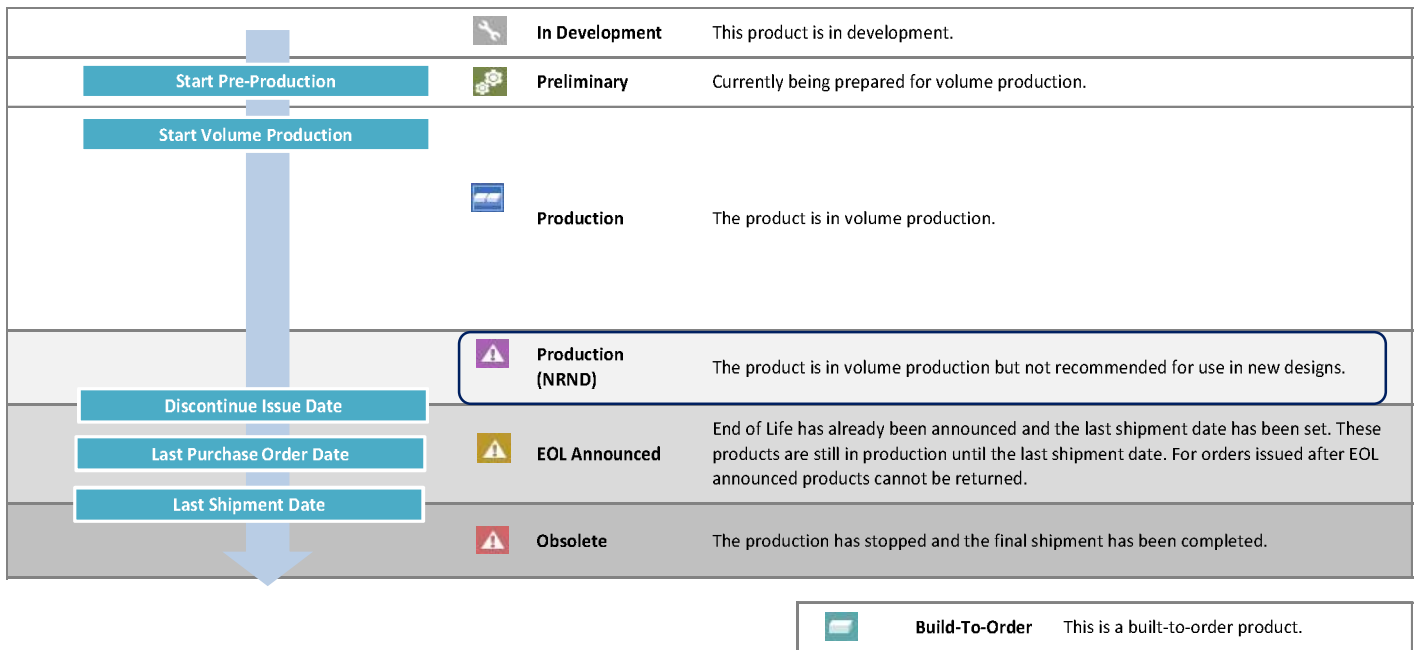 In Development This product is in development.
Start Pre-Production Preliminary Currently being prepared for volume production.
Start Volume Production
Production The product is in volume production.
Production
(NRND)
The product is in volume production but not recommended for use in new designs.
Discontinue Issue Date
Last Purchase Order Date
Last Shipment Date
EOL Announced
End of Life has already been announced and the last shipment date has been set. These
products are still in production until the last shipment date. For orders issued after EOL
announced products cannot be returned.
Obsolete The production has stopped and the final shipment has been completed.
Build-To-Order This is a built-to-order product.